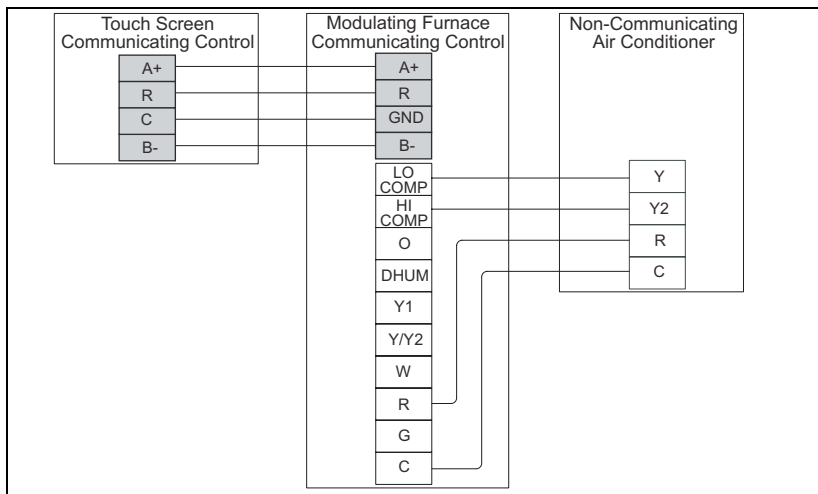 Touch Screen
Communicating Control
A+
R
C
B-
Modulating Furnace
Communicating Control
A+
R
GND
B-
LO
COMP
HI
COMP
O
DHUM
Y1
Y/Y2
W
R
G
C
Non-Communicating
Air Conditioner
Y
Y2
R
C